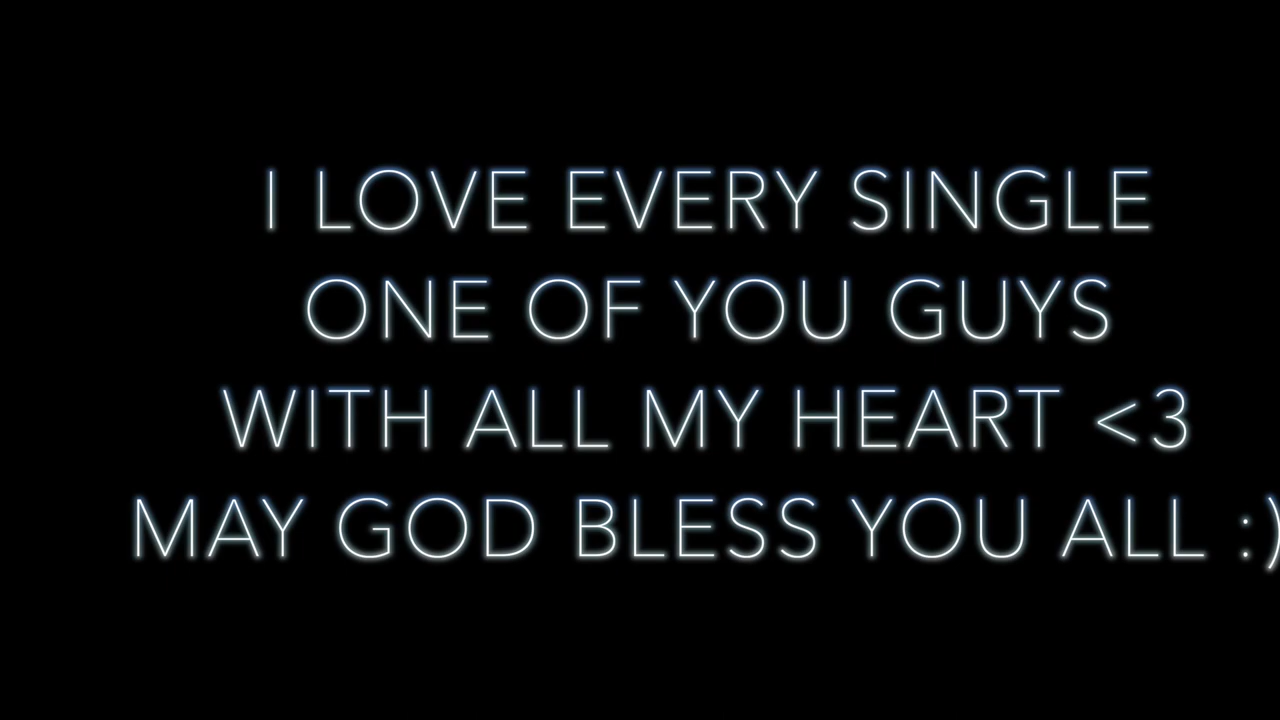 I LOVE EVERY SINGLE
ONE OF YOU GUYS
WITH ALL MY HEART <3
MAY GOD BLESS YOU ALL :)